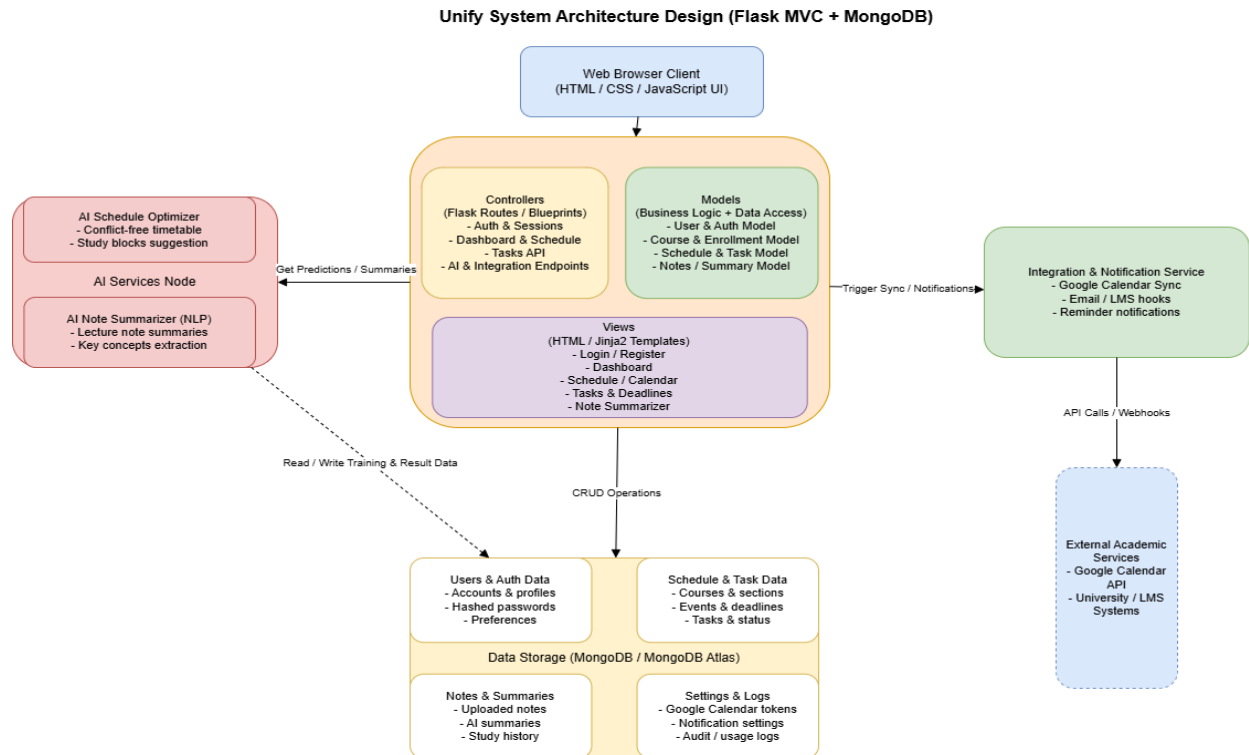 Unify System Architecture Design (Flask MVC + MongoDB)
Web Browser Client
(HTML / CSS / JavaScript UI)
Controllers
(Flask Routes / Blueprints)
- Auth & Sessions
- Dashboard & Schedule
- Tasks API
- AI & Integration Endpoints
Models
(Business Logic + Data Access)
- User & Auth Model
- Course & Enrollment Model
- Schedule & Task Model
- Notes / Summary Model
AI Schedule Optimizer
- Conflict-free timetable
- Study blocks suggestion
AI Services Node
AI Note Summarizer (NLP)
- Lecture note summaries
- Key concepts extraction
Get Predictions / Summaries
Trigger Sync / Notifications
Integration & Notification Service
- Google Calendar Sync
- Email / LMS hooks
- Reminder notifications
Views
(HTML / Jinja2 Templates)
- Login / Register
- Dashboard
- Schedule / Calendar
- Tasks & Deadlines
- Note Summarizer
API Calls / Webhooks
Read / Write Training & Result Data
CRUD Operations
External Academic
Services
- Google Calendar
API
- University / LMS
Systems
Users & Auth Data
- Accounts & profiles
- Hashed passwords
- Preferences
Schedule & Task Data
- Courses & sections
- Events & deadlines
- Tasks & status
Data Storage (MongoDB / MongoDB Atlas)
Notes & Summaries
- Uploaded notes
- AI summaries
- Study history
Settings & Logs
- Google Calendar tokens
- Notification settings
- Audit / usage logs